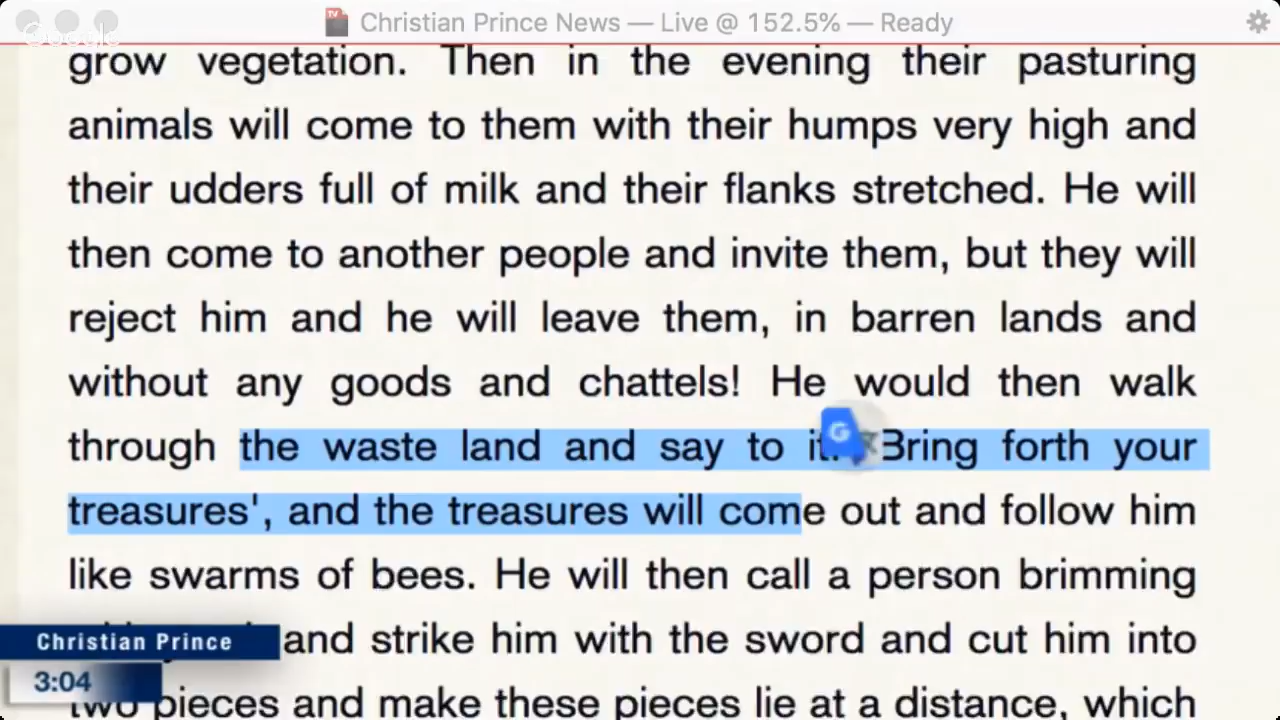 Christian Prince News — Live @ 152.5% — Ready
Google
grow vegetation. Then in the evening their pasturing
animals will come to them with their humps very high and
their udders full of milk and their flanks stretched. He will
then come to another people and invite them, but they will
reject him and he will leave them, in barren lands and
without any goods and chattels! He would then walk
through the waste land and say to it: 'Bring forth your
treasures', and the treasures will come out and follow him
like swarms of bees. He will then call a person brimming
and strike him with the sword and cut him into
two pieces and make these pieces lie at a distance, which
Christian Prince
3:04